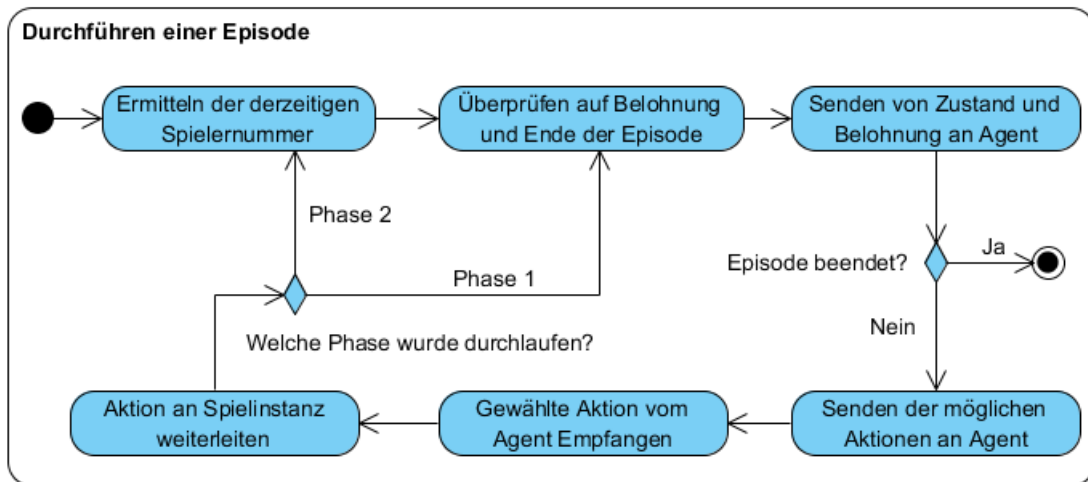 Durchführen einer Episode
Ermitteln der derzeitigen
Spielernummer
Überprüfen auf Belohnung
und Ende der Episode
Senden von Zustand und
Belohnung an Agent
Phase 2
Phase 1
Episode beendet?
Ja
Nein
Welche Phase wurde durchlaufen?
Aktion an Spielinstanz
weiterleiten
Gewählte Aktion vom
Agent Empfangen
Senden der möglichen
Aktionen an Agent